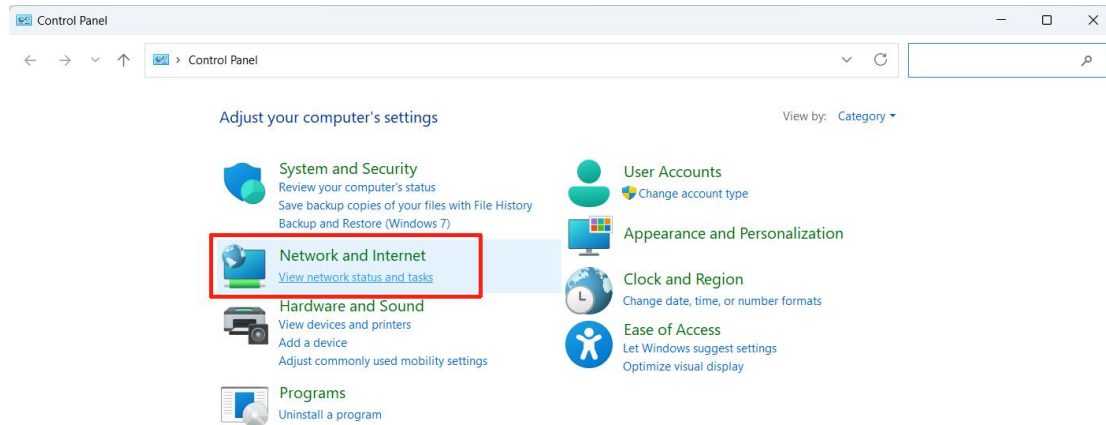 Control Panel
Control Panel
Adjust your computer's settings
View by: Category
System and Security
Review your computer's status
Save backup copies of your files with File History
Backup and Restore (Windows 7)
Network and Internet
View network status and tasks
Hardware and Sound
View devices and printers
Add a device
Adjust commonly used mobility settings
Programs
Uninstall a program
User Accounts
Change account type
Appearance and Personalization
Clock and Region
Change date, time, or number formats
Ease of Access
Let Windows suggest settings
Optimize visual display